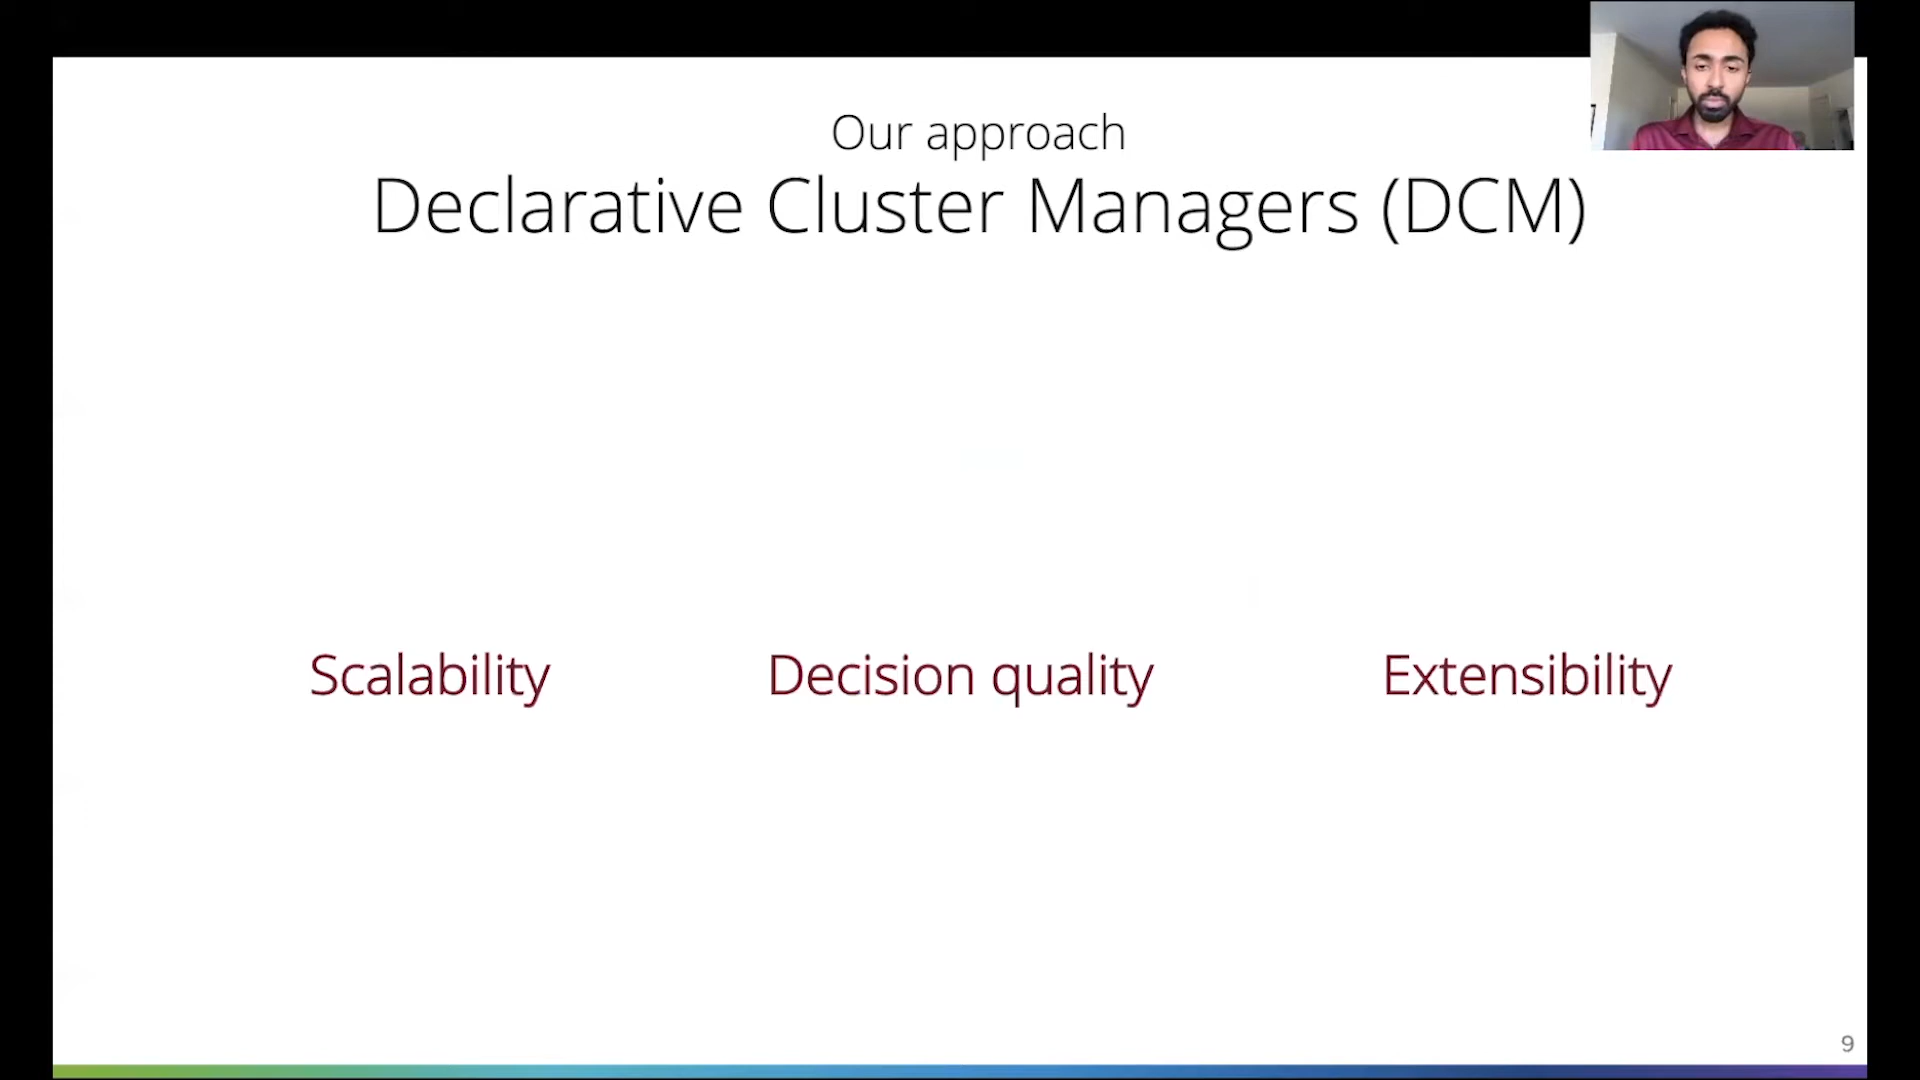 Our approach
Declarative Cluster Managers (DCM)
Scalability
Decision quality
Extensibility
9